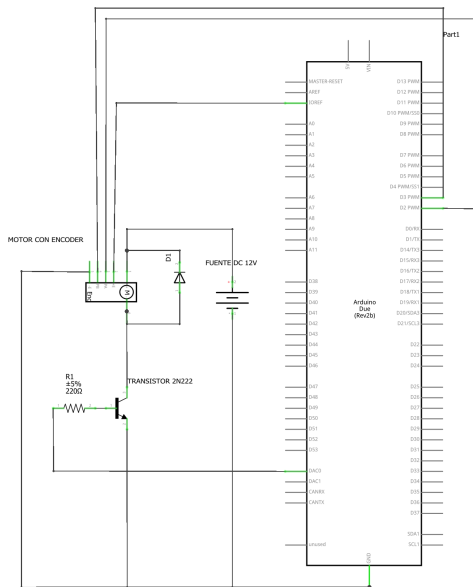 Part1
5V
VIN
MASTER-RESET
AREF
IOREF
A0
A1
A2
A3
A4
A5
A6
A7
A8
A9
A10
A11
D38
D39
D40
D41
D42
D43
D44
D45
D46
D47
D48
D49
D50
D51
D52
D53
DAC0
DAC1
CANRX
CANTX
unused
D13 PWM
D12 PWM
D11 PWM
D10 PWM/SS0
D9 PWM
D8 PWM
D7 PWM
D6 PWM
D5 PWM
D4 PWM/SS1
D3 PWM
D2 PWM
D0/RX
D1/TX
D14/TX3
D15/RX3
D16/TX2
D17/RX2
D18/TX1
D19/RX1
D20/SDA3
D21/SCL3
D22
D23
D24
D25
D26
D27
D28
D29
D30
D31
D32
D33
D34
D35
D36
D37
SDA1
SCL1
GND
Arduino
Due
(Rev2b)
MOTOR CON ENCODER
Enc
M
D1
FUENTE DC 12V
R1
±5%
220Ω
TRANSISTOR 2N222